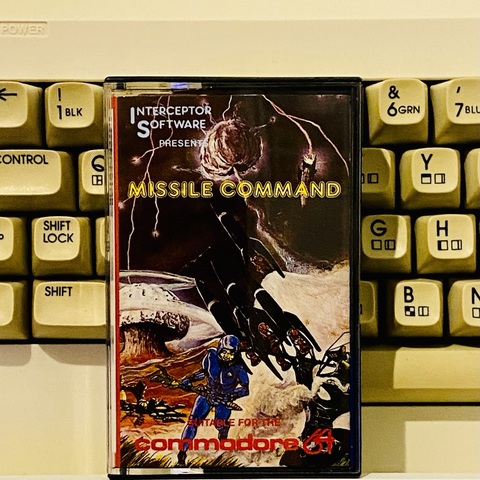 POWER
INTERCEPTOR
SOFTWARE
PRESENTS
MISSILE COMMAND
SUITABLE FOR THE
commodore 64
← ! 1 BLK & 6 GRN ' 7 BLU
CONTROL Q Y
P SHIFT LOCK G H
SHIFT B N